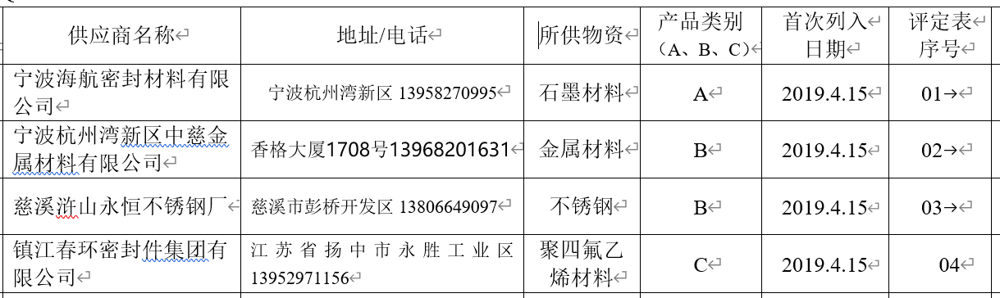 供应商名称 地址/电话 所供物资 产品类别 首次列入 评定表
（A、B、C） 日期 序号
宁波海航密封材料有限 宁波杭州湾新区 13958270995 石墨材料 A 2019.4.15 01
公司
宁波杭州湾新区中慈金 香格大厦1708号13968201631 金属材料 B 2019.4.15 02
属材料有限公司
慈溪浒山永恒不锈钢厂 慈溪市彭桥开发区 13806649097 不锈钢 B 2019.4.15 03
镇江春环密封件集团有 江苏省扬中市永胜工业区 聚四氟乙 C 2019.4.15 04
限公司 13952971156 烯材料